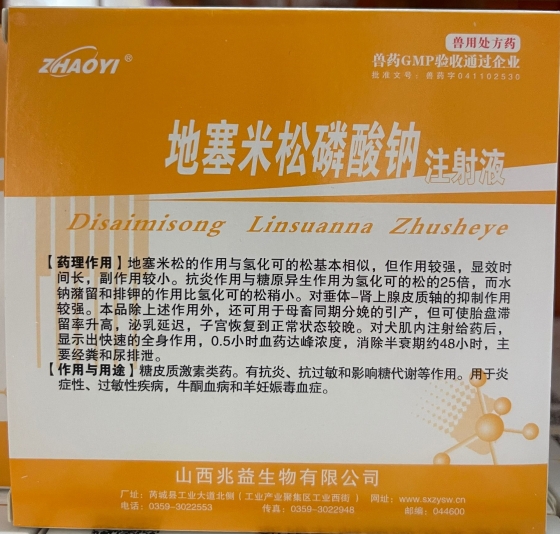 ZHAOYI®
兽用处方药
兽药GMP验收通过企业
批准文号：兽药字041102530
地塞米松磷酸钠注射液
Disaimisong Linsuanna Zhusheye
【药理作用】地塞米松的作用与氢化可的松基本相似，但作用较强，显效时
间长，副作用较小。抗炎作用与糖原异生作用为氢化可的松的25倍，而水
钠潴留和排钾的作用比氢化可的松稍小。对垂体-肾上腺皮质轴的抑制作用
较强。本品除上述作用外，还可用于母畜同期分娩的引产，但可使胎盘滞
留率升高，泌乳延迟，子宫恢复到正常状态较晚。对犬肌内注射给药后，
显示出快速的全身作用，0.5小时血药达峰浓度，消除半衰期约48小时，主
要经粪和尿排泄。
【作用与用途】糖皮质激素类药。有抗炎、抗过敏和影响糖代谢等作用。用于炎
症性、过敏性疾病，牛酮血病和羊妊娠毒血症。
山西兆益生物有限公司
厂址：芮城县工业大道北侧（工业产业聚集区工业西街） 网址：www.sxzysw.cn
电话：0359-3022553 传真：0359-3022948 邮编：044600